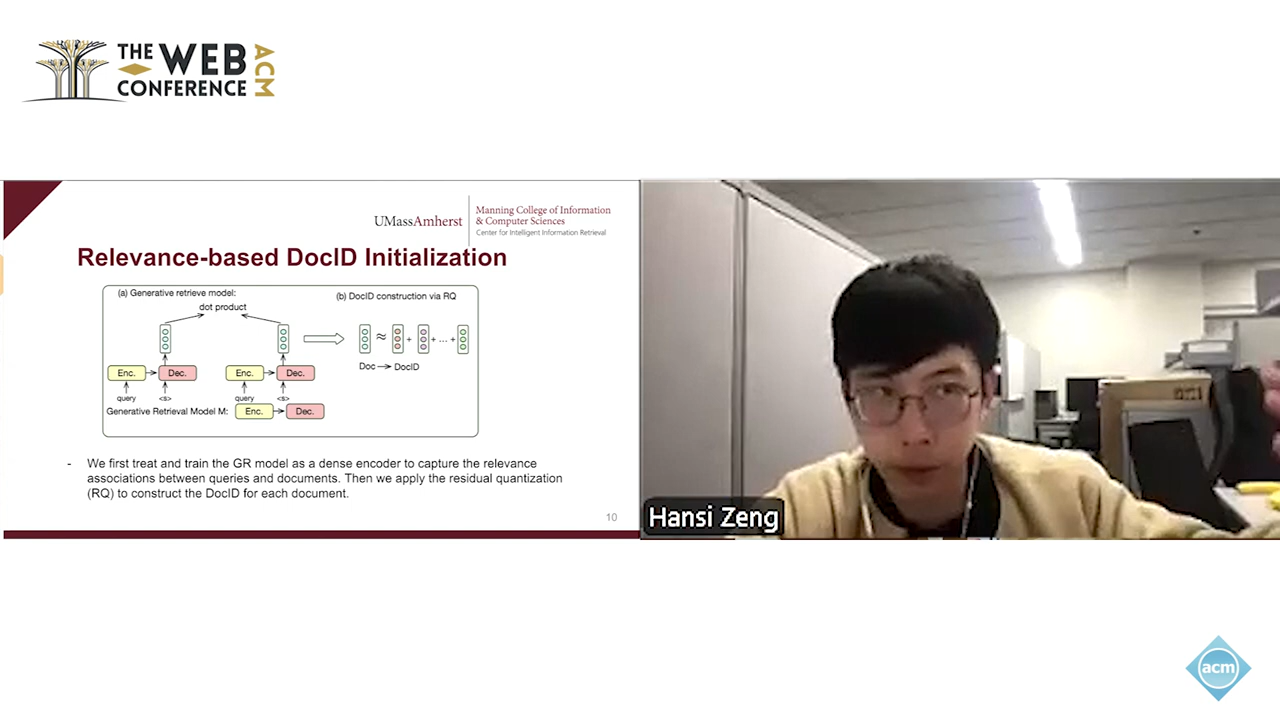 THE WEB
CONFERENCE
ACM
UMassAmherst
Manning College of Information
& Computer Sciences
Center for Intelligent Information Retrieval
Relevance-based DocID Initialization
(a) Generative retrieve model:
(b) DocID construction via RQ
dot product
≈ + + ... +
Doc → DocID
Enc. Dec. Enc. Dec.
query <s> query <s>
Generative Retrieval Model M: Enc. Dec.
- We first treat and train the GR model as a dense encoder to capture the relevance
associations between queries and documents. Then we apply the residual quantization
(RQ) to construct the DocID for each document.
10
Hansi Zeng
acm